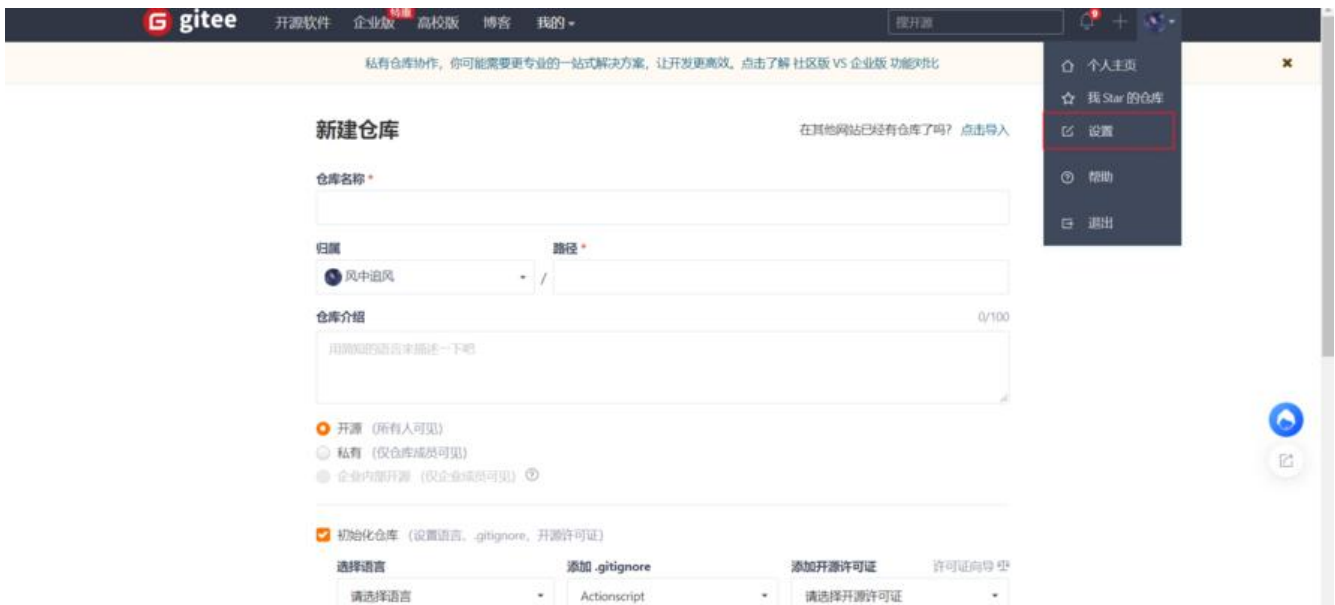 gitee 开源软件 企业版 特惠 高校版 博客 我的 搜开源
私有仓库协作，你可能需要更专业的一站式解决方案，让开发更高效。点击了解 社区版 VS 企业版 功能对比
个人主页
我 Star 的仓库
新建仓库 在其他网站已经有仓库了吗？ 点击导入
设置
仓库名称 *
帮助
退出
归属 路径 *
风中追风 /
仓库介绍 0/100
用简短的语言来描述一下吧
开源 (所有人可见)
私有 (仅仓库成员可见)
企业内部开源 (仅企业成员可见)
初始化仓库 (设置语言、.gitignore、开源许可证)
选择语言 添加 .gitignore 添加开源许可证 许可证向导
请选择语言 Actionscript 请选择开源许可证